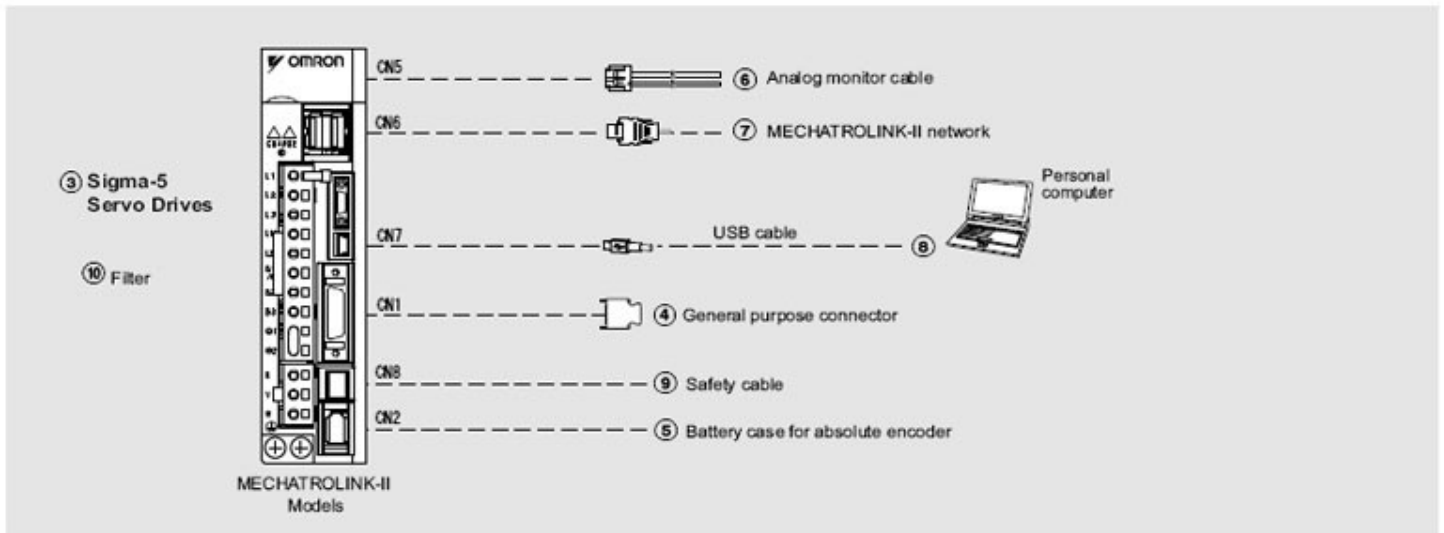 OMRON
CN5
⑥ Analog monitor cable
CN6
⑦ MECHATROLINK-II network
CHARGE
③ Sigma-5
Servo Drives
Personal
computer
L1
CN7
USB cable
⑧
⑩ Filter
CN1
④ General purpose connector
CN8
⑨ Safety cable
CN2
⑤ Battery case for absolute encoder
MECHATROLINK-II
Models